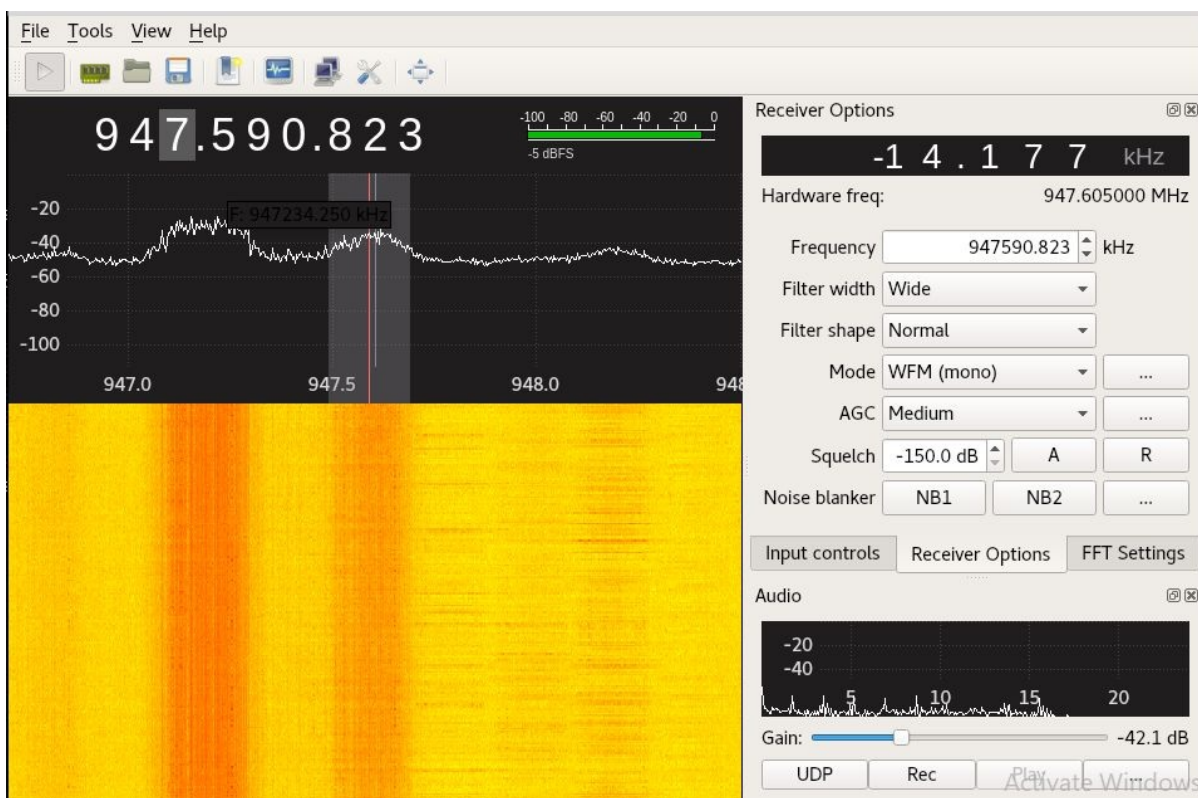 File Tools View Help
947.590.823
-100 -80 -60 -40 -20 0
-5 dBFS
F: 947234.250 kHz
-20
-40
-60
-80
-100
947.0 947.5 948.0 948
Receiver Options
-14.177 kHz
Hardware freq: 947.605000 MHz
Frequency 947590.823 kHz
Filter width Wide
Filter shape Normal
Mode WFM (mono) ...
AGC Medium ...
Squelch -150.0 dB A R
Noise blanker NB1 NB2 ...
Input controls Receiver Options FFT Settings
Audio
-20
-40
5 10 15 20
Gain: -42.1 dB
UDP Rec Play ...
Activate Windows